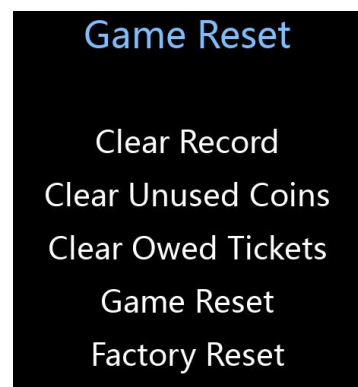 Game Reset
Clear Record
Clear Unused Coins
Clear Owed Tickets
Game Reset
Factory Reset